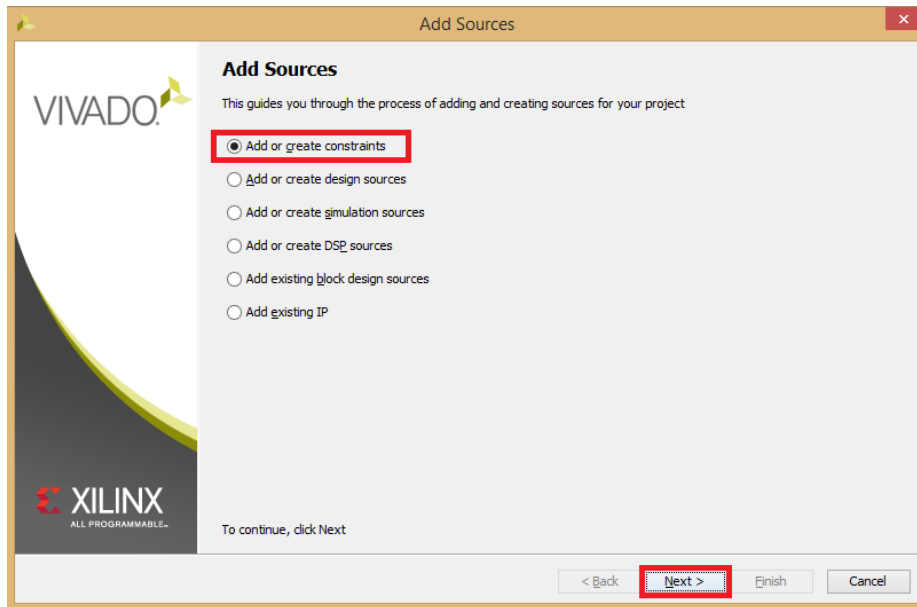 Add Sources
VIVADO.
Add Sources
This guides you through the process of adding and creating sources for your project
Add or create constraints
Add or create design sources
Add or create simulation sources
Add or create DSP sources
Add existing block design sources
Add existing IP
XILINX
ALL PROGRAMMABLE™
To continue, click Next
< Back Next > Finish Cancel